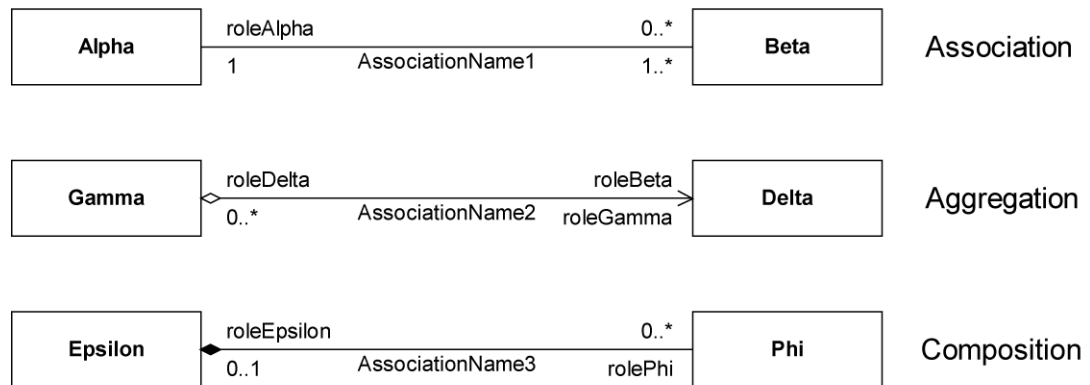 roleAlpha 0..*
Alpha Beta Association
1 AssociationName1 1..*
roleDelta roleBeta
Gamma Delta Aggregation
0..* AssociationName2 roleGamma
roleEpsilon 0..*
Epsilon Phi Composition
0..1 AssociationName3 rolePhi